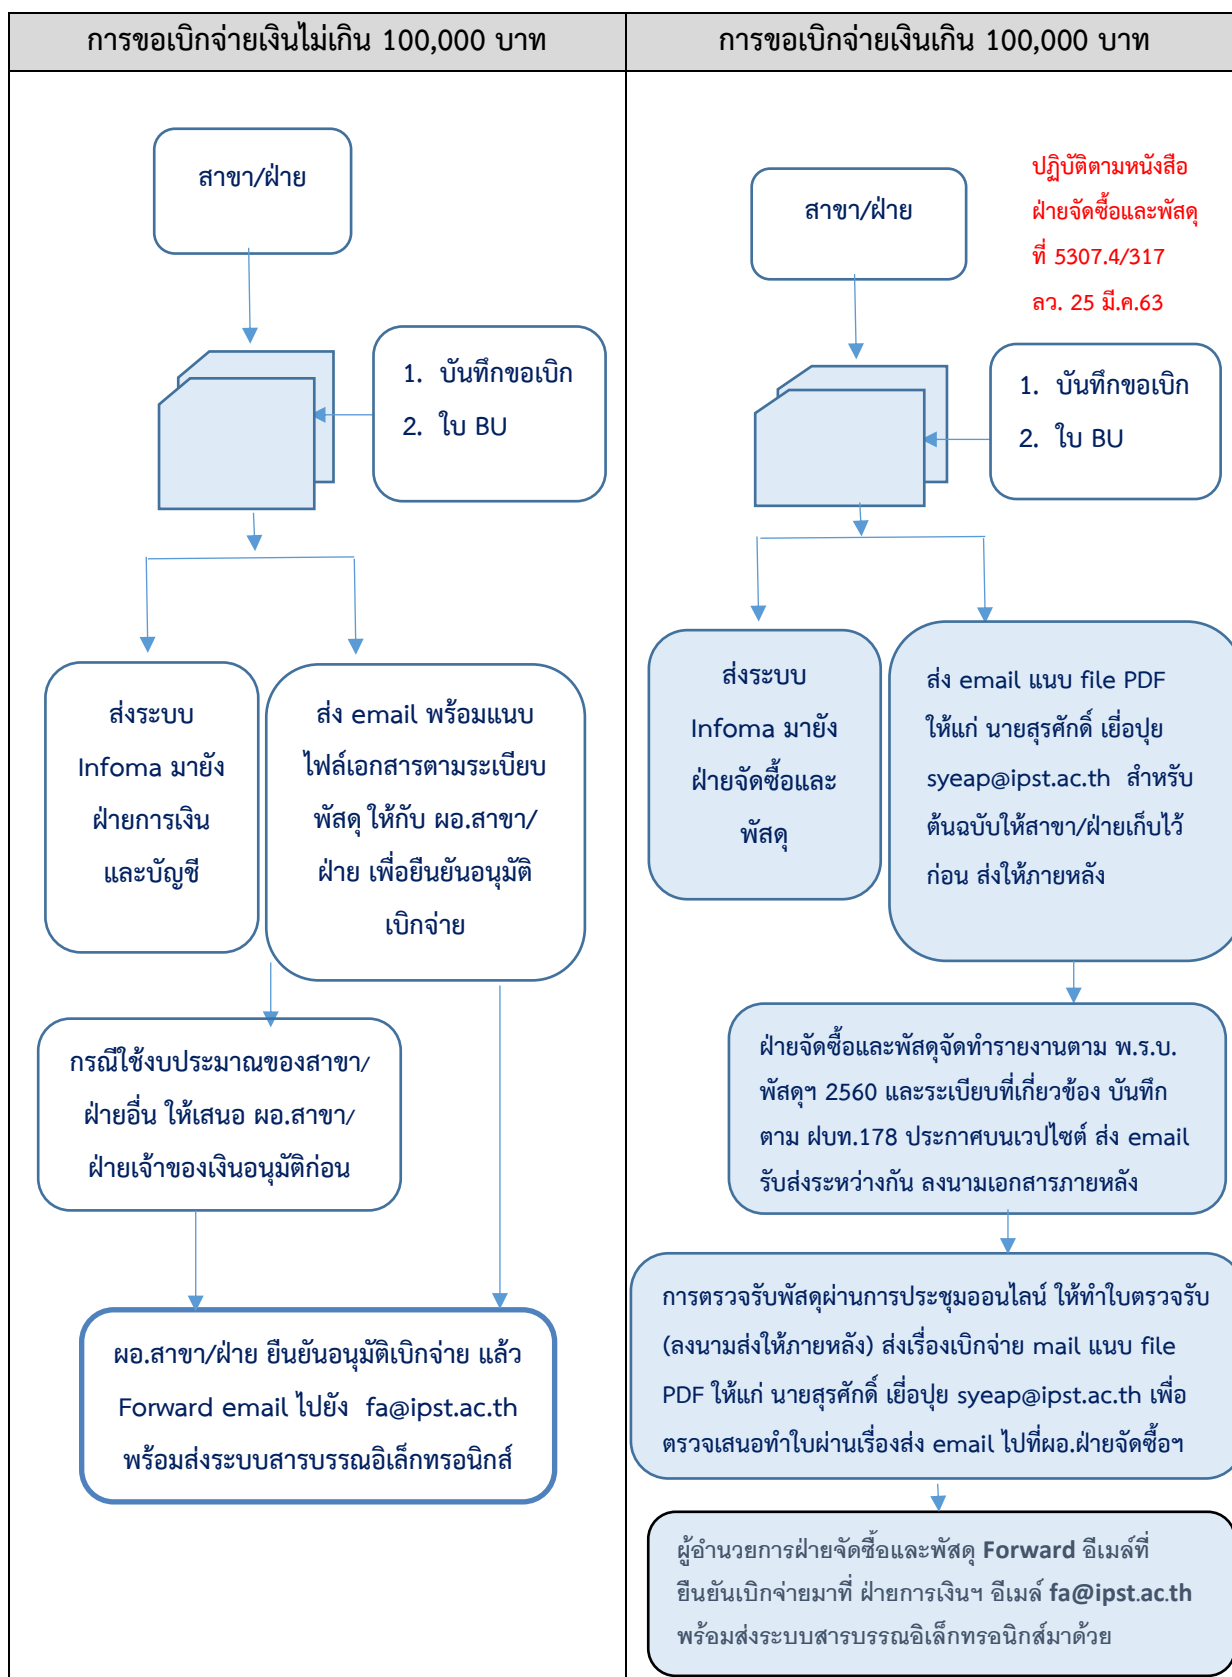 การขอเบิกจ่ายเงินไม่เกิน 100,000 บาท
สาขา/ฝ่าย
1. บันทึกขอเบิก
2. ใบ BU
ส่งระบบ
Infoma มายัง
ฝ่ายการเงิน
และบัญชี
ส่ง email พร้อมแนบ
ไฟล์เอกสารตามระเบียบ
พัสดุ ให้กับ ผอ.สาขา/
ฝ่าย เพื่อยืนยันอนุมัติ
เบิกจ่าย
กรณีใช้งบประมาณของสาขา/
ฝ่ายอื่น ให้เสนอ ผอ.สาขา/
ฝ่ายเจ้าของเงินอนุมัติก่อน
ผอ.สาขา/ฝ่าย ยืนยันอนุมัติเบิกจ่าย แล้ว
Forward email ไปยัง fa@ipst.ac.th
พร้อมส่งระบบสารบรรณอิเล็กทรอนิกส์
การขอเบิกจ่ายเงินเกิน 100,000 บาท
สาขา/ฝ่าย
ปฏิบัติตามหนังสือ
ฝ่ายจัดซื้อและพัสดุ
ที่ 5307.4/317
ลว. 25 มี.ค.63
1. บันทึกขอเบิก
2. ใบ BU
ส่งระบบ
Infoma มายัง
ฝ่ายจัดซื้อและ
พัสดุ
ส่ง email แนบ file PDF
ให้แก่ นายสุรศักดิ์ เยื่อปุย
syeap@ipst.ac.th สำหรับ
ต้นฉบับให้สาขา/ฝ่ายเก็บไว้
ก่อน ส่งให้ภายหลัง
ฝ่ายจัดซื้อและพัสดุจัดทำรายงานตาม พ.ร.บ.
พัสดุฯ 2560 และระเบียบที่เกี่ยวข้อง บันทึก
ตาม ฝบท.178 ประกาศบนเวปไซต์ ส่ง email
รับส่งระหว่างกัน ลงนามเอกสารภายหลัง
การตรวจรับพัสดุผ่านการประชุมออนไลน์ ให้ทำใบตรวจรับ
(ลงนามส่งให้ภายหลัง) ส่งเรื่องเบิกจ่าย mail แนบ file
PDF ให้แก่ นายสุรศักดิ์ เยื่อปุย syeap@ipst.ac.th เพื่อ
ตรวจเสนอทำใบผ่านเรื่องส่ง email ไปที่ผอ.ฝ่ายจัดซื้อฯ
ผู้อำนวยการฝ่ายจัดซื้อและพัสดุ Forward อีเมล์ที่
ยืนยันเบิกจ่ายมาที่ ฝ่ายการเงินฯ อีเมล์ fa@ipst.ac.th
พร้อมส่งระบบสารบรรณอิเล็กทรอนิกส์มาด้วย